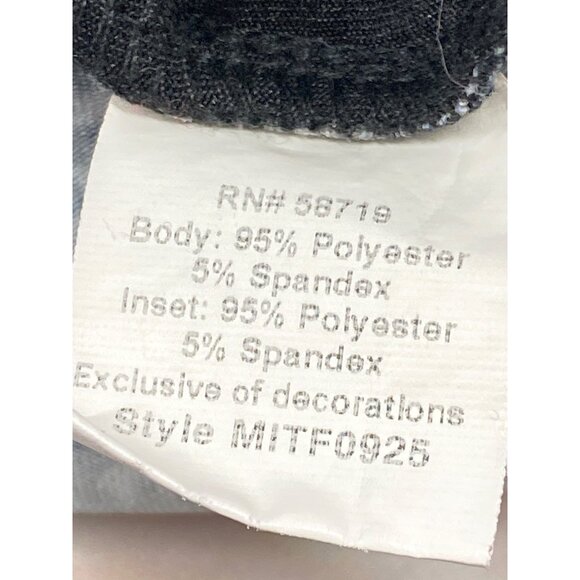 RN# 58719
Body: 95% Polyester
5% Spandex
Inset: 95% Polyester
5% Spandex
Exclusive of decorations
Style MITF0925